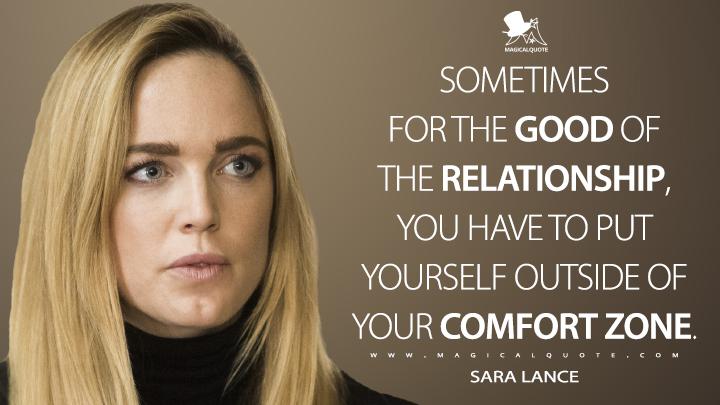 MAGICALQUOTE
SOMETIMES
FOR THE GOOD OF
THE RELATIONSHIP,
YOU HAVE TO PUT
YOURSELF OUTSIDE OF
YOUR COMFORT ZONE.
WWW.MAGICALQUOTE.COM
SARA LANCE